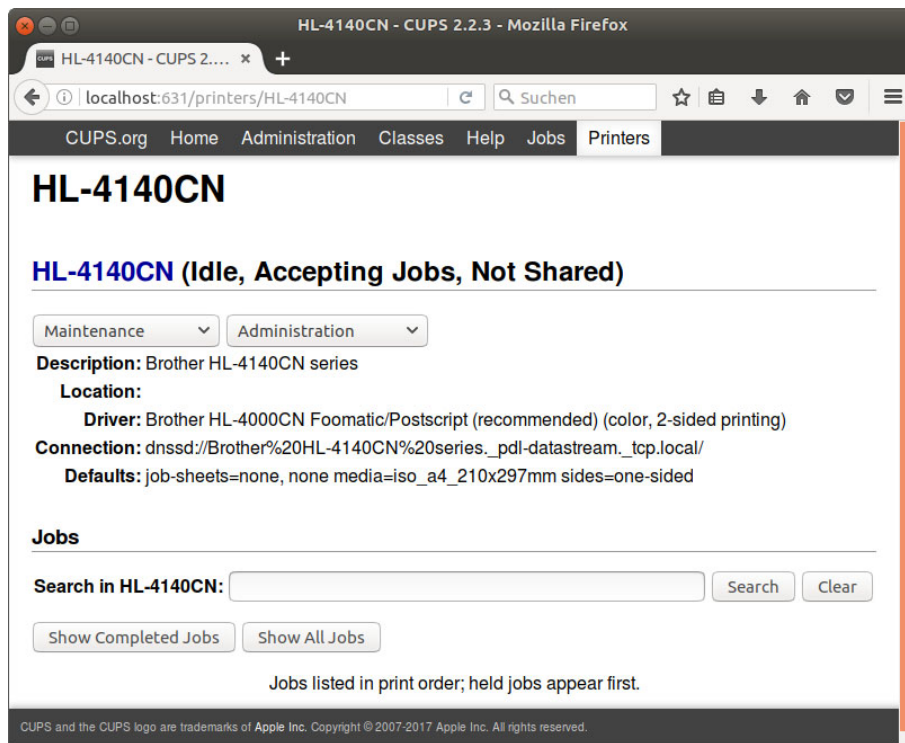 HL-4140CN - CUPS 2.2.3 - Mozilla Firefox
CUPS HL-4140CN - CUPS 2.… × +
localhost:631/printers/HL-4140CN Suchen
CUPS.org Home Administration Classes Help Jobs Printers
HL-4140CN
HL-4140CN (Idle, Accepting Jobs, Not Shared)
Maintenance Administration
Description: Brother HL-4140CN series
Location:
Driver: Brother HL-4000CN Foomatic/Postscript (recommended) (color, 2-sided printing)
Connection: dnssd://Brother%20HL-4140CN%20series._pdl-datastream._tcp.local/
Defaults: job-sheets=none, none media=iso_a4_210x297mm sides=one-sided
Jobs
Search in HL-4140CN: Search Clear
Show Completed Jobs Show All Jobs
Jobs listed in print order; held jobs appear first.
CUPS and the CUPS logo are trademarks of Apple Inc. Copyright © 2007-2017 Apple Inc. All rights reserved.